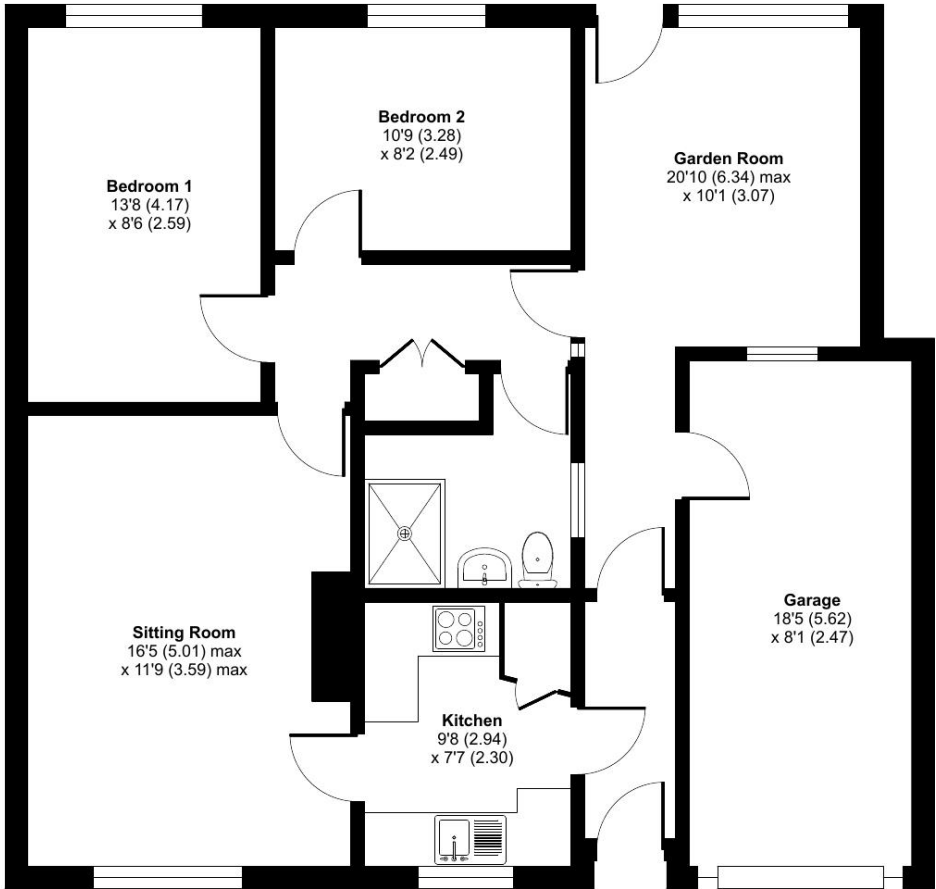 Bedroom 2
10'9 (3.28)
x 8'2 (2.49)
Garden Room
20'10 (6.34) max
x 10'1 (3.07)
Bedroom 1
13'8 (4.17)
x 8'6 (2.59)
Garage
18'5 (5.62)
x 8'1 (2.47)
Sitting Room
16'5 (5.01) max
x 11'9 (3.59) max
Kitchen
9'8 (2.94)
x 7'7 (2.30)